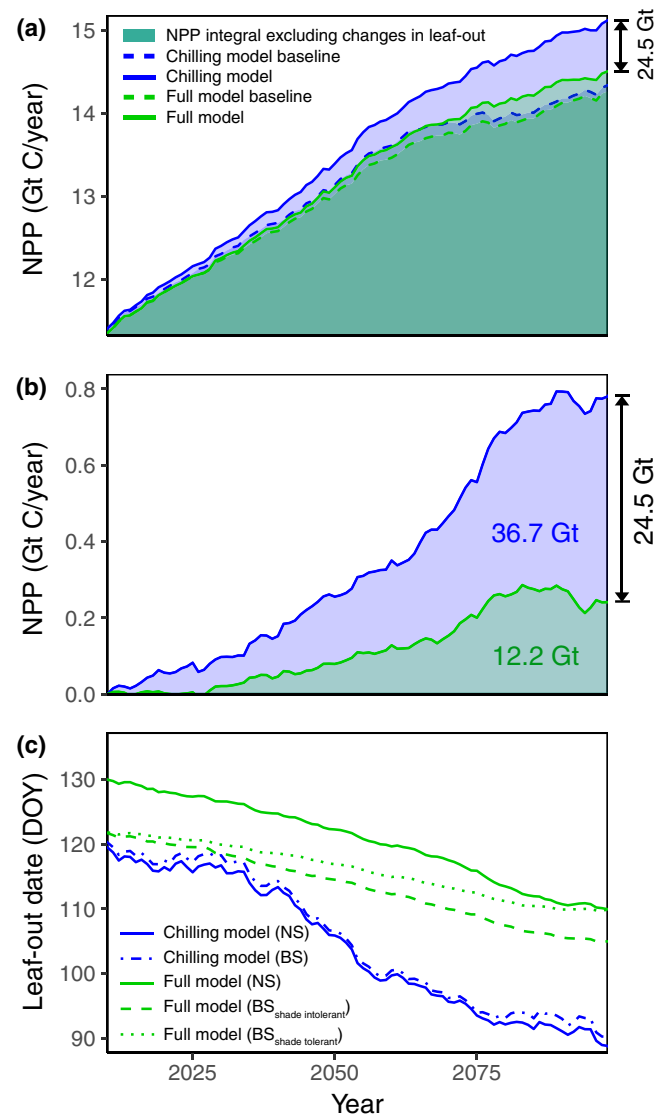 (a)
NPP (Gt C/year)
15
14
13
12
NPP integral excluding changes in leaf-out
Chilling model baseline
Chilling model
Full model baseline
Full model
24.5 Gt
(b)
NPP (Gt C/year)
0.8
0.6
0.4
0.2
0.0
36.7 Gt
12.2 Gt
24.5 Gt
(c)
Leaf-out date (DOY)
130
120
110
100
90
Chilling model (NS)
Chilling model (BS)
Full model (NS)
Full model (BSshade intolerant)
Full model (BSshade tolerant)
2025 2050 2075
Year